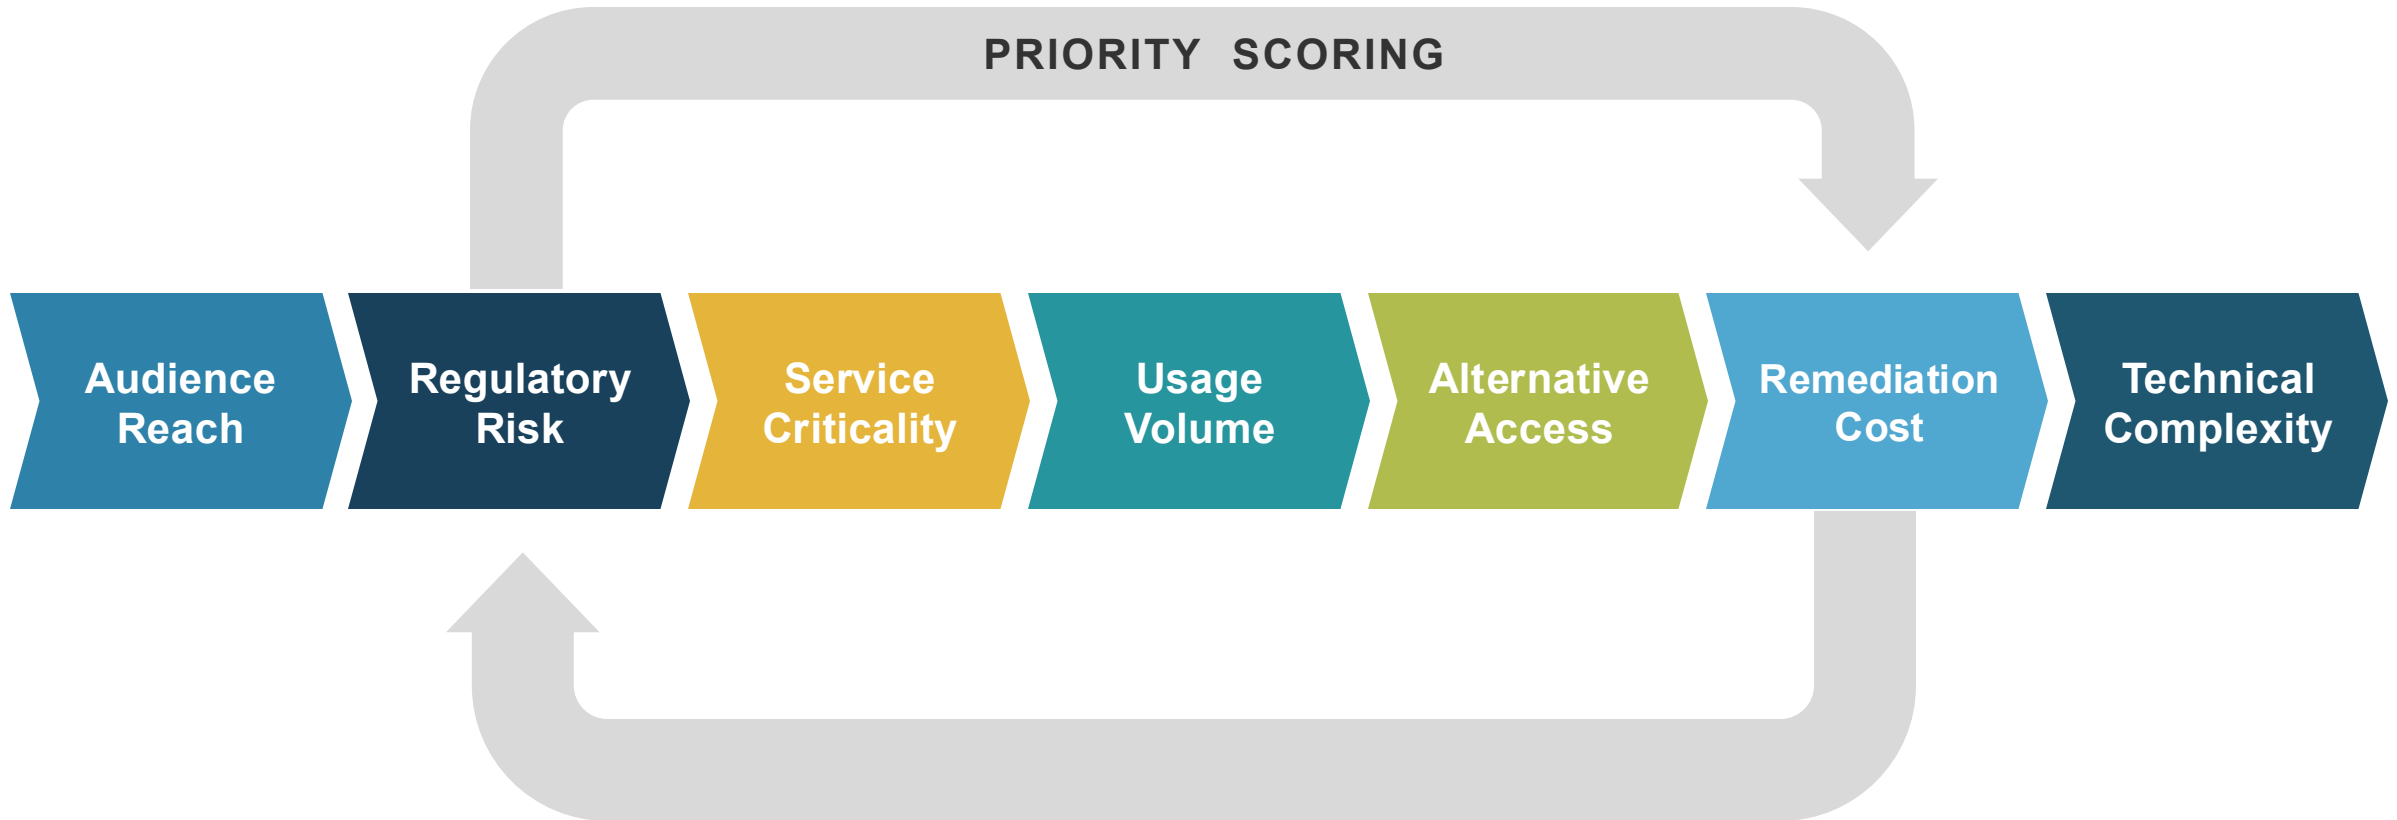 PRIORITY SCORING
Audience
Reach
Regulatory
Risk
Service
Criticality
Usage
Volume
Alternative
Access
Remediation
Cost
Technical
Complexity